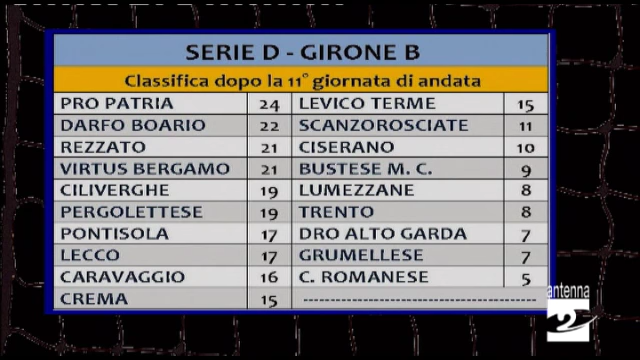 SERIE D - GIRONE B
Classifica dopo la 11° giornata di andata
PRO PATRIA 24 LEVICO TERME 15
DARFO BOARIO 22 SCANZOROSCIATE 11
REZZATO 21 CISERANO 10
VIRTUS BERGAMO 21 BUSTESE M. C. 9
CILIVERGHE 19 LUMEZZANE 8
PERGOLETTESE 19 TRENTO 8
PONTISOLA 17 DRO ALTO GARDA 7
LECCO 17 GRUMELLESE 7
CARAVAGGIO 16 C. ROMANESE 5
CREMA 15 --------------------------------
antenna
2